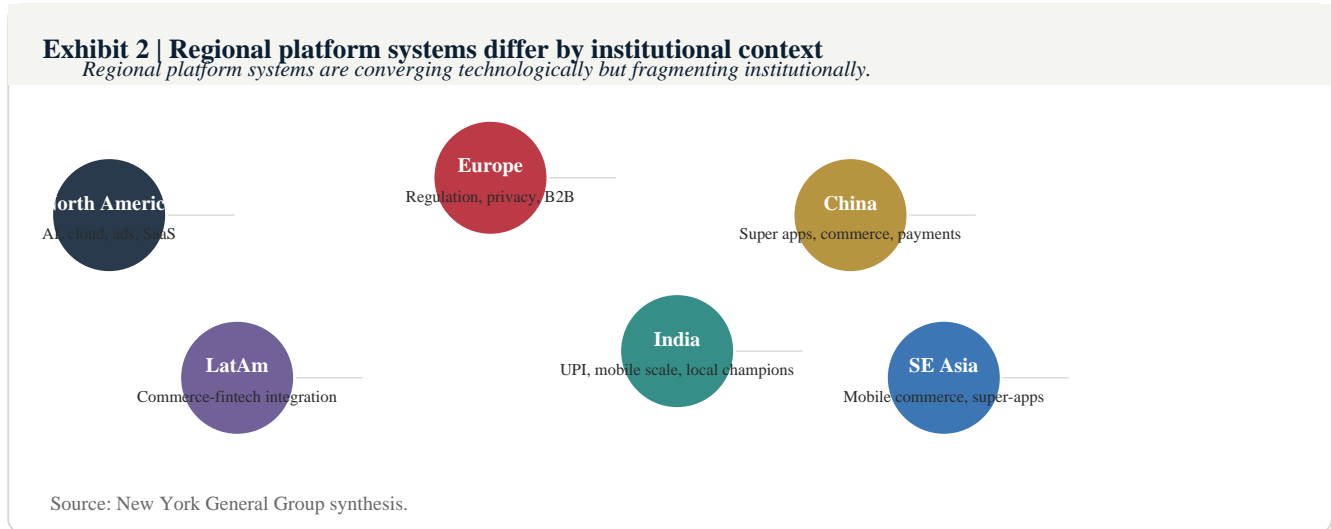 Exhibit 2 | Regional platform systems differ by institutional context
Regional platform systems are converging technologically but fragmenting institutionally.
Europe
Regulation, privacy, B2B
North America
AI, cloud, ads, SaaS
China
Super apps, commerce, payments
India
UPI, mobile scale, local champions
LatAm
Commerce-fintech integration
SE Asia
Mobile commerce, super-apps
Source: New York General Group synthesis.